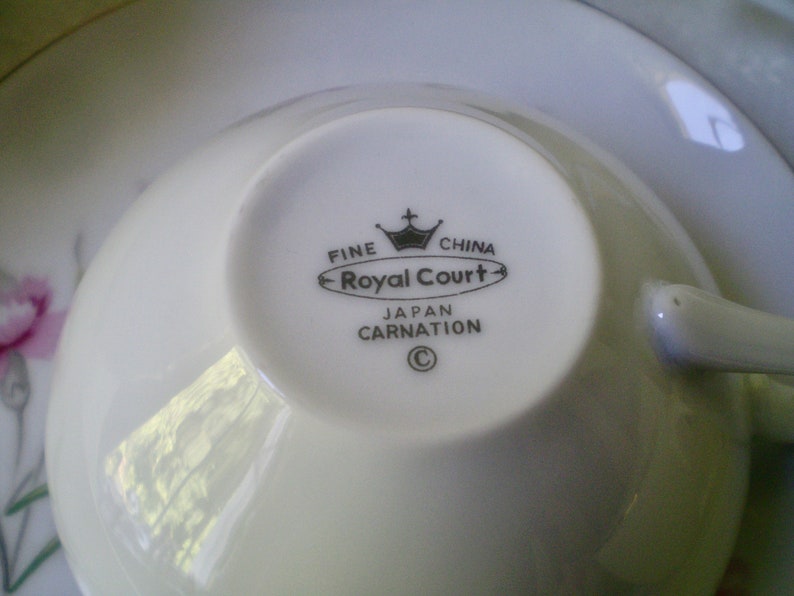 FINE CHINA
Royal Court
JAPAN
CARNATION
©